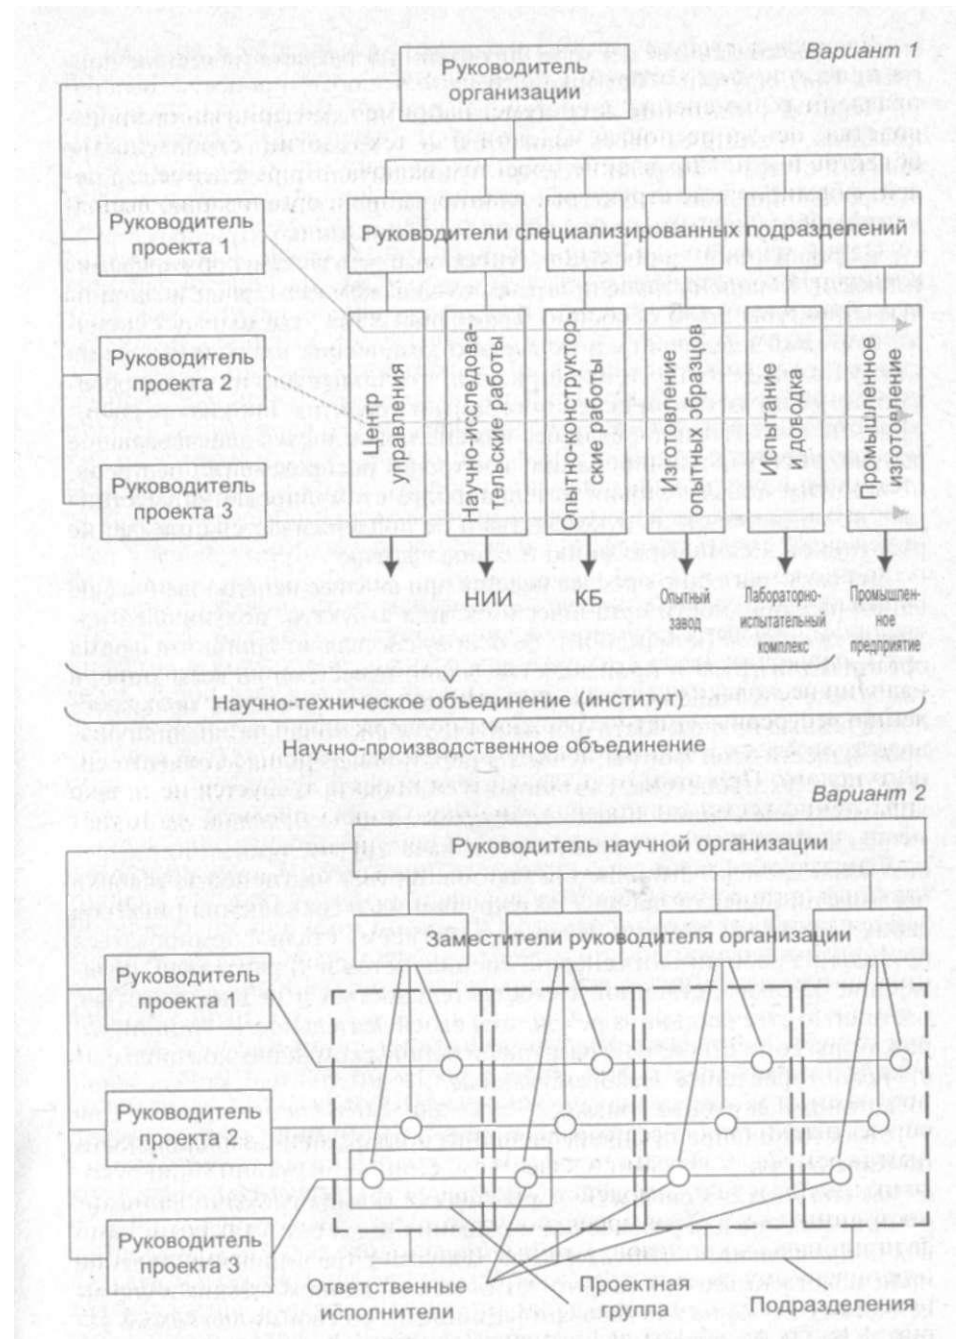 Вариант 1
Руководитель
организации
Руководитель
проекта 1
Руководители специализированных подразделений
Руководитель
проекта 2
Руководитель
проекта 3
Центр
управления
Научно-исследова-
тельские работы
Опытно-конструктор-
ские работы
Изготовление
опытных образцов
Испытание
и доводка
Промышленное
освоение
НИИ
КБ
Опытный
завод
Лабораторно-
испытательный
комплекс
Промышлен-
ное
предприятие
Научно-техническое объединение (институт)
Научно-производственное объединение
Вариант 2
Руководитель научной организации
Заместители руководителя организации
Руководитель
проекта 1
Руководитель
проекта 2
Руководитель
проекта 3
Ответственные
исполнители
Проектная
группа
Подразделения